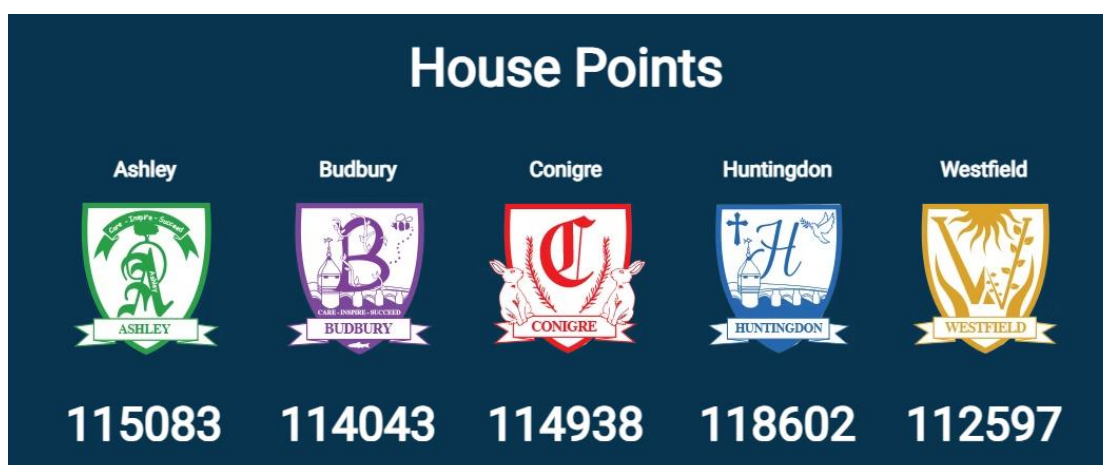 House Points
Ashley Budbury Conigre Huntingdon Westfield
Care - Inspire - Succeed
CARE - INSPIRE - SUCCEED
ASHLEY BUDBURY CONIGRE HUNTINGDON WESTFIELD
115083 114043 114938 118602 112597